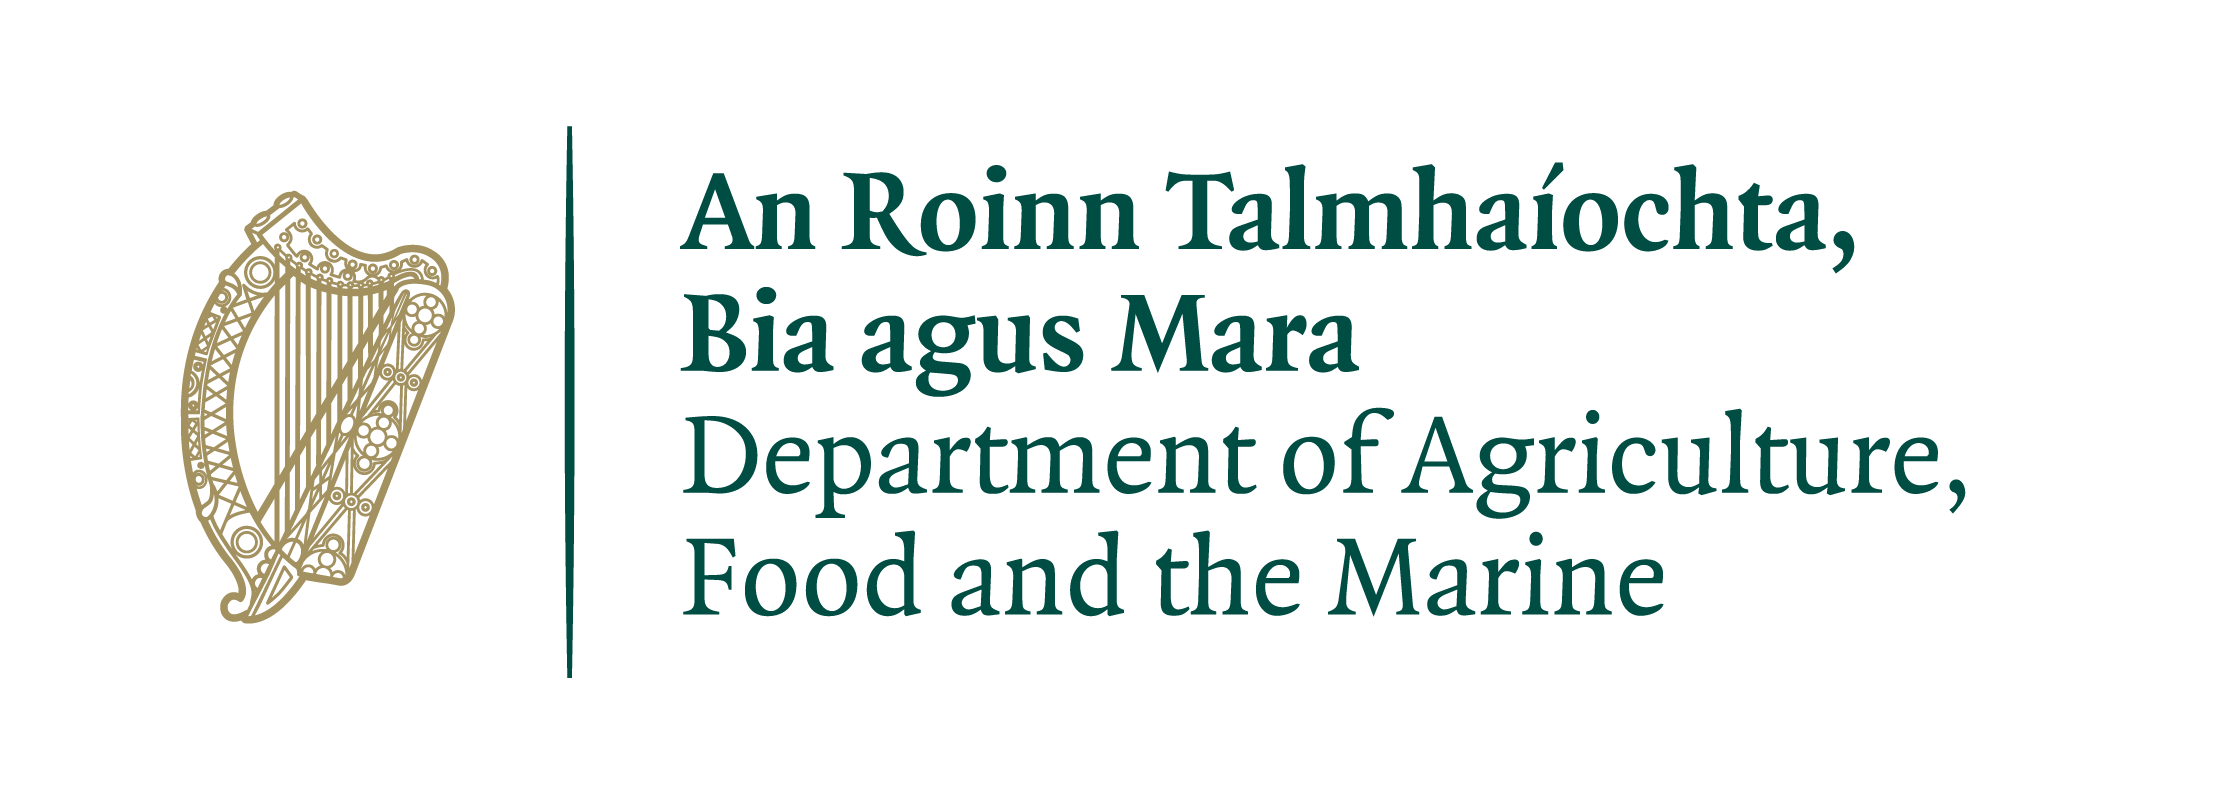 An Roinn Talmhaíochta,
Bia agus Mara
Department of Agriculture,
Food and the Marine